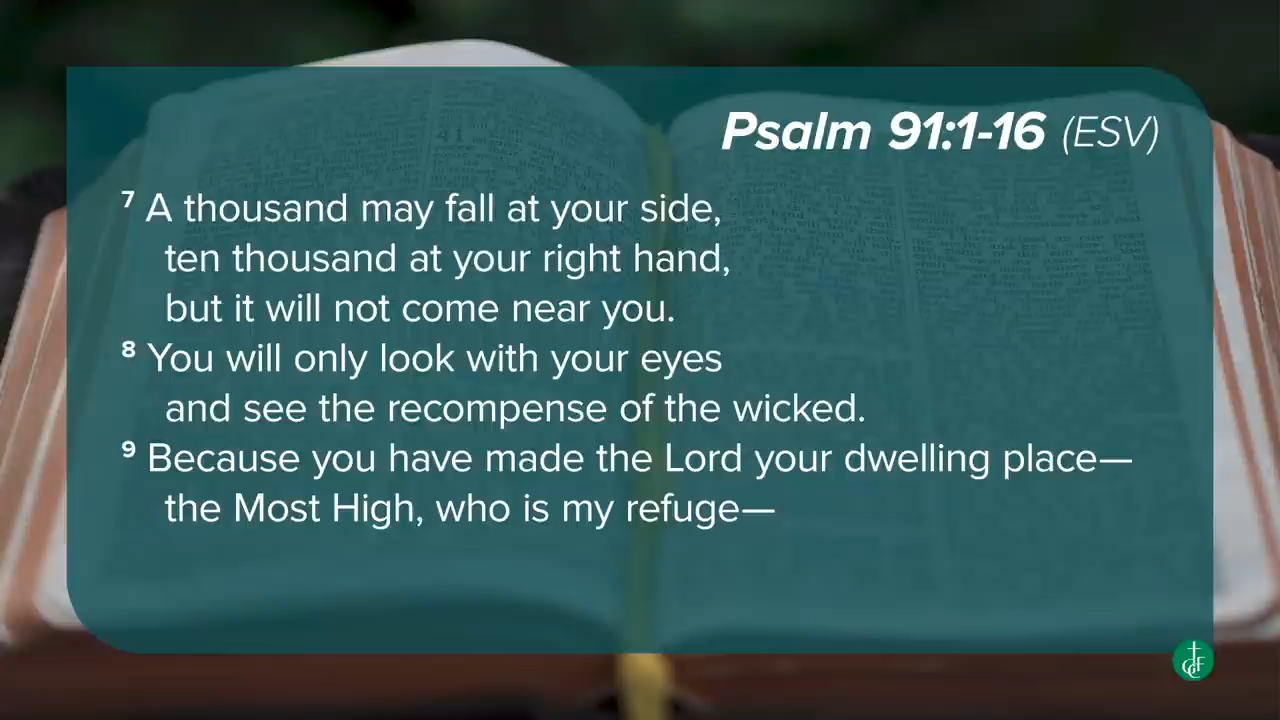 Psalm 91:1-16 (ESV)
7 A thousand may fall at your side,
ten thousand at your right hand,
but it will not come near you.
8 You will only look with your eyes
and see the recompense of the wicked.
9 Because you have made the Lord your dwelling place—
the Most High, who is my refuge—